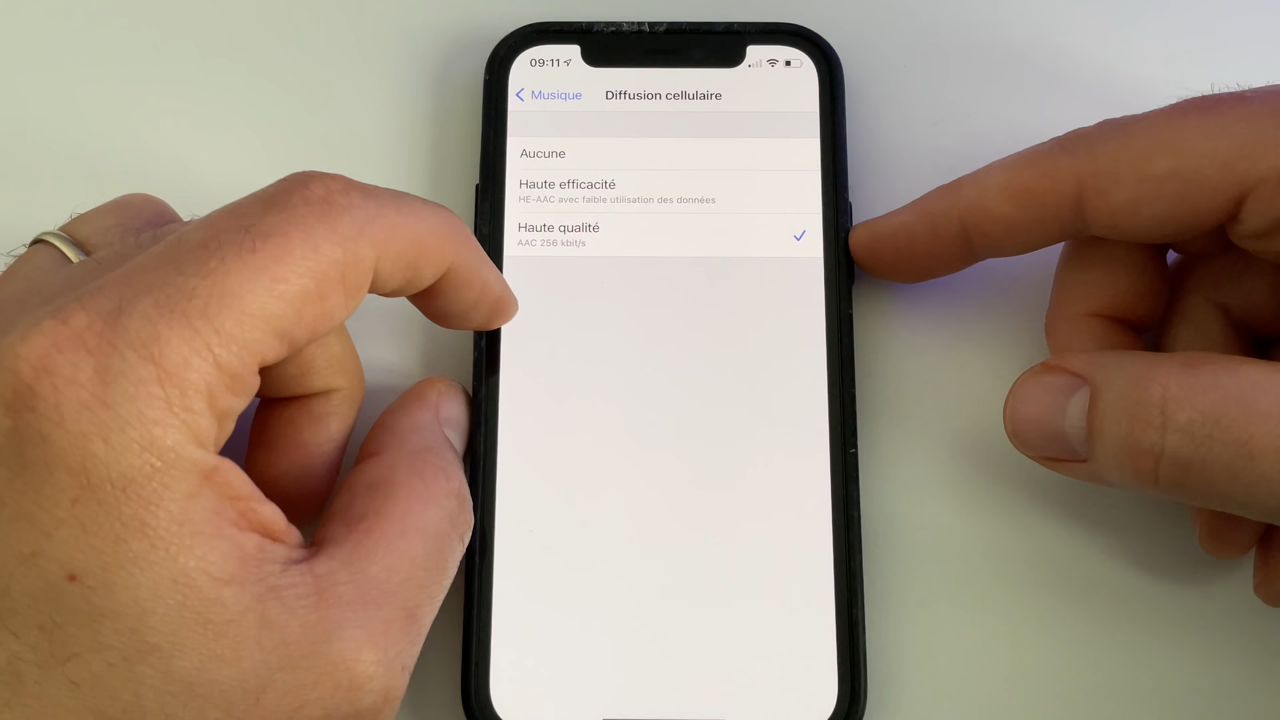 09:11
Musique Diffusion cellulaire
Aucune
Haute efficacité
HE-AAC avec faible utilisation des données
Haute qualité
AAC 256 kbit/s